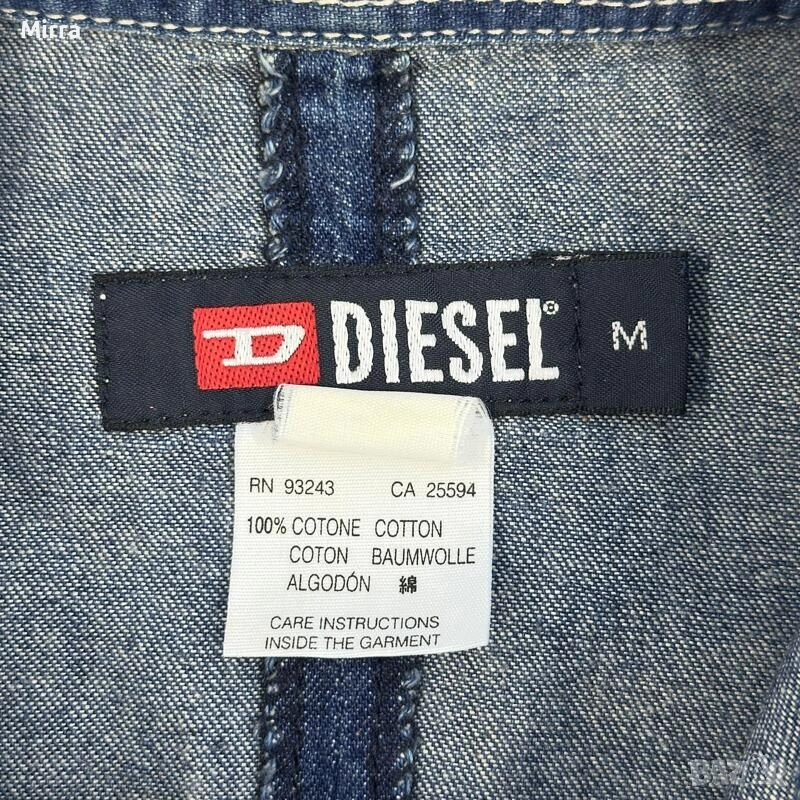 Mirra
D DIESEL® M
RN 93243 CA 25594
100% COTONE COTTON
COTON BAUMWOLLE
ALGODÓN 綿
CARE INSTRUCTIONS
INSIDE THE GARMENT